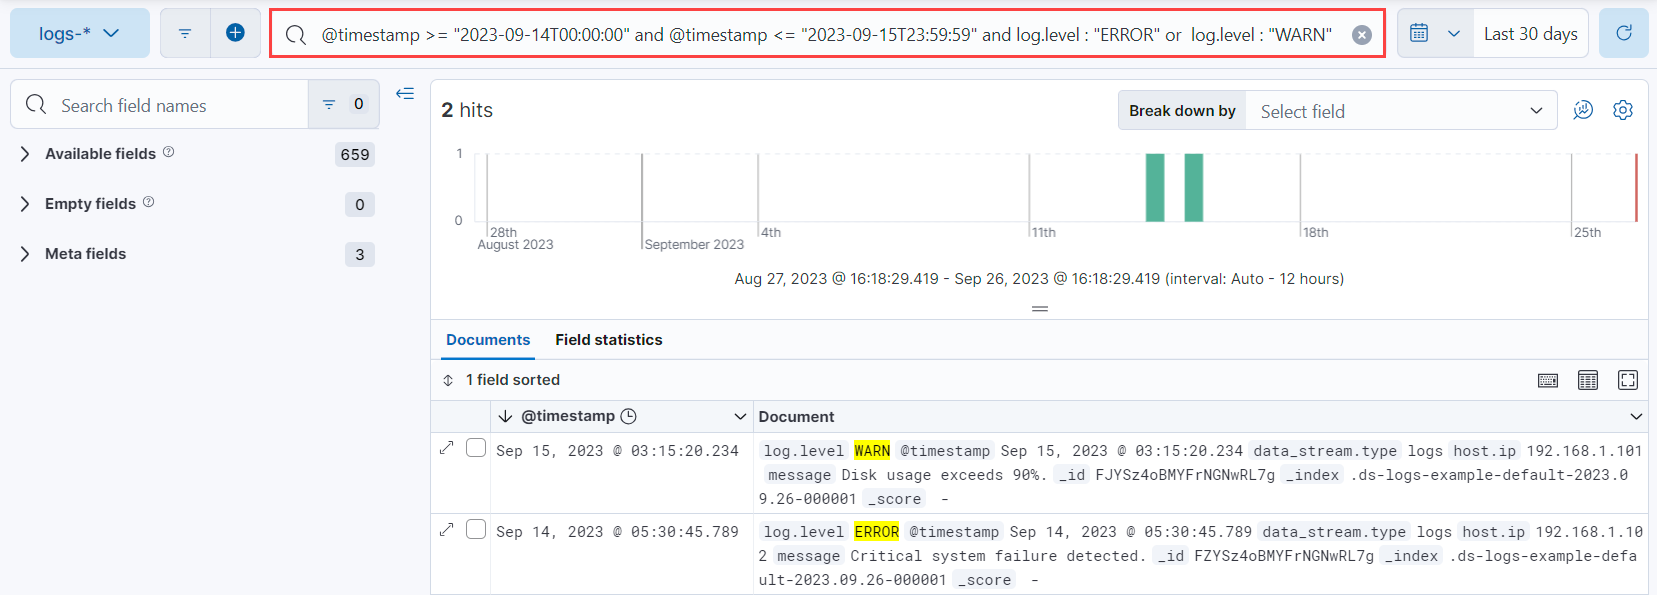 logs-*
@timestamp >= "2023-09-14T00:00:00" and @timestamp <= "2023-09-15T23:59:59" and log.level : "ERROR" or  log.level : "WARN"
Last 30 days
Search field names
0
Available fields
659
Empty fields
0
Meta fields
3
2 hits
Break down by
Select field
1
0
28th
August 2023
September 2023
4th
11th
18th
25th
Aug 27, 2023 @ 16:18:29.419 - Sep 26, 2023 @ 16:18:29.419 (interval: Auto - 12 hours)
Documents
Field statistics
1 field sorted
@timestamp
Document
Sep 15, 2023 @ 03:15:20.234
log.level WARN @timestamp Sep 15, 2023 @ 03:15:20.234 data_stream.type logs host.ip 192.168.1.101
message Disk usage exceeds 90%. _id FJYSz4oBMYFrNGNwRL7g _index .ds-logs-example-default-2023.0
9.26-000001 _score -
Sep 14, 2023 @ 05:30:45.789
log.level ERROR @timestamp Sep 14, 2023 @ 05:30:45.789 data_stream.type logs host.ip 192.168.1.10
2 message Critical system failure detected. _id FZYSz4oBMYFrNGNwRL7g _index .ds-logs-example-defa
ult-2023.09.26-000001 _score -